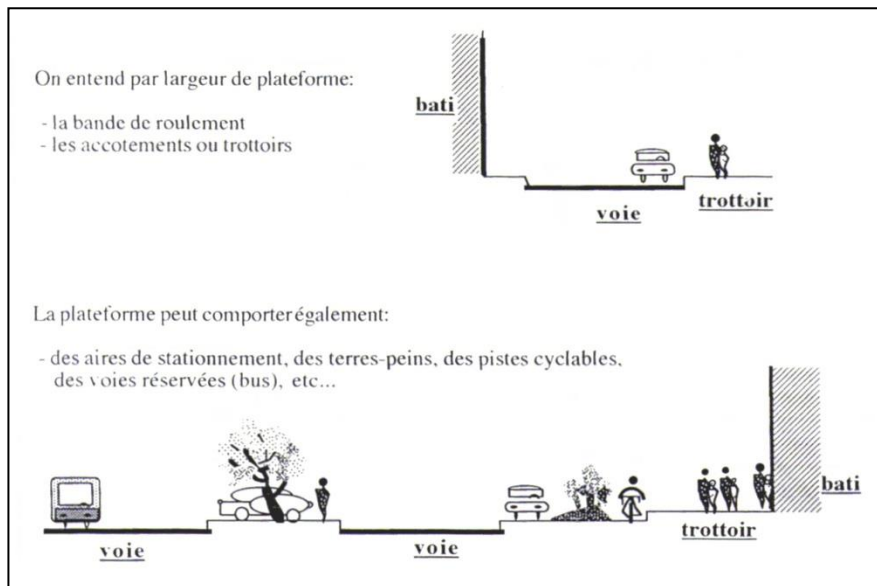 On entend par largeur de plateforme:
- la bande de roulement
- les accotements ou trottoirs
bati
voie
trottoir
La plateforme peut comporter également:
- des aires de stationnement, des terres-peins, des pistes cyclables,
des voies réservées (bus), etc...
bati
trottoir
voie
voie